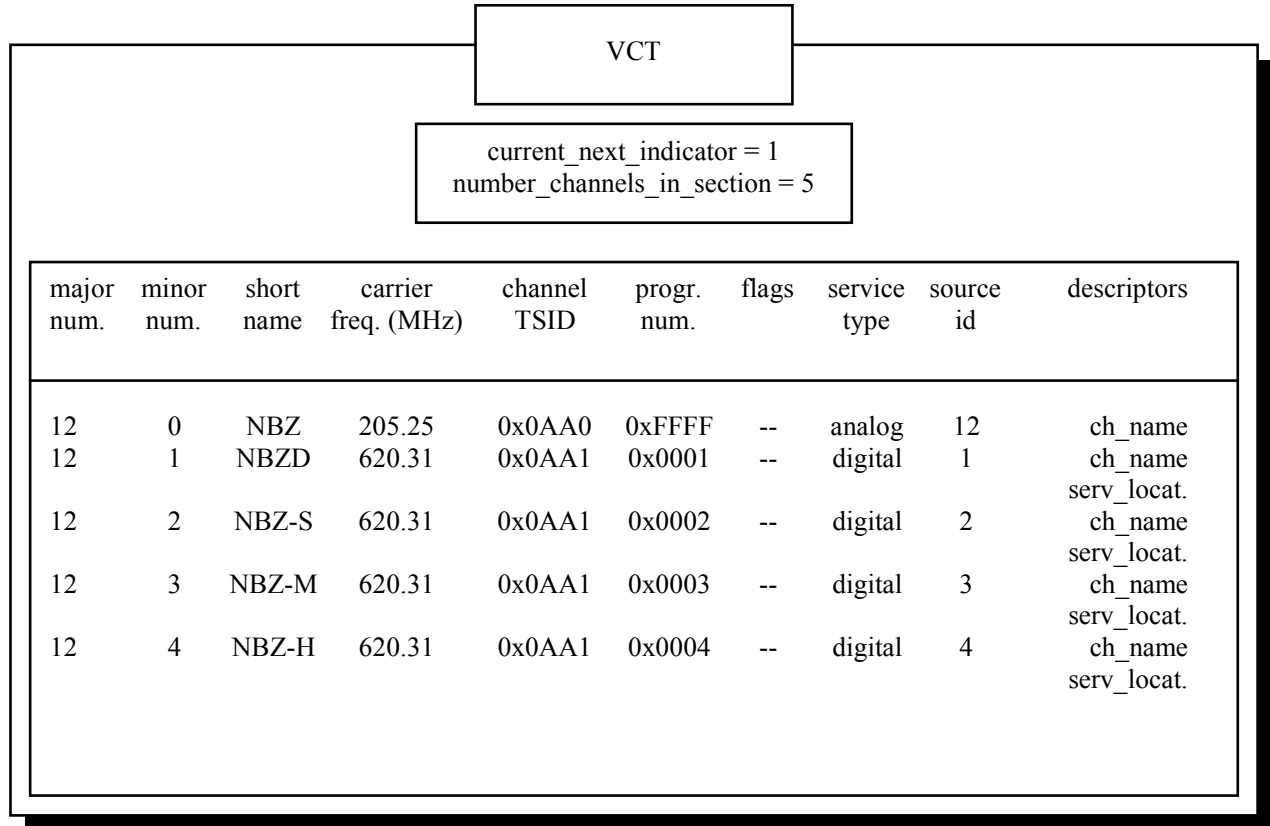 VCT
current_next_indicator = 1
number_channels_in_section = 5
major minor short carrier channel progr. flags service source descriptors
num. num. name freq. (MHz) TSID num. type id
12 0 NBZ 205.25 0x0AA0 0xFFFF -- analog 12 ch_name
12 1 NBZD 620.31 0x0AA1 0x0001 -- digital 1 ch_name
serv_locat.
12 2 NBZ-S 620.31 0x0AA1 0x0002 -- digital 2 ch_name
serv_locat.
12 3 NBZ-M 620.31 0x0AA1 0x0003 -- digital 3 ch_name
serv_locat.
12 4 NBZ-H 620.31 0x0AA1 0x0004 -- digital 4 ch_name
serv_locat.